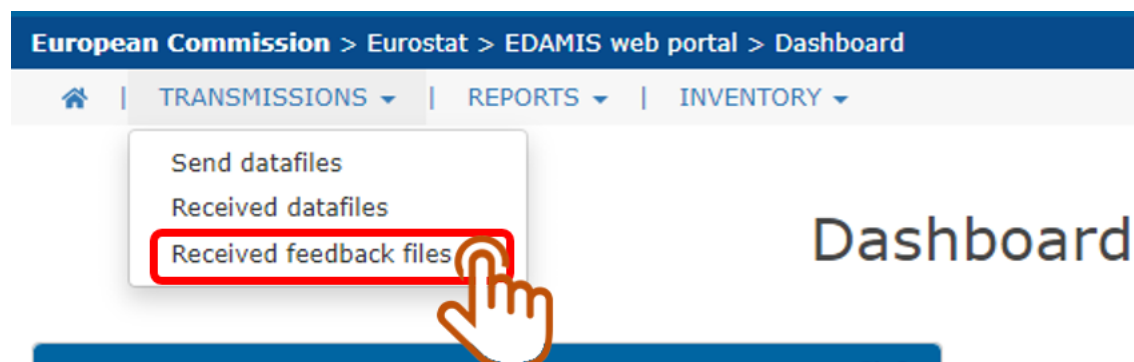 European Commission > Eurostat > EDAMIS web portal > Dashboard
| TRANSMISSIONS | REPORTS | INVENTORY
Send datafiles
Received datafiles
Received feedback files
Dashboard